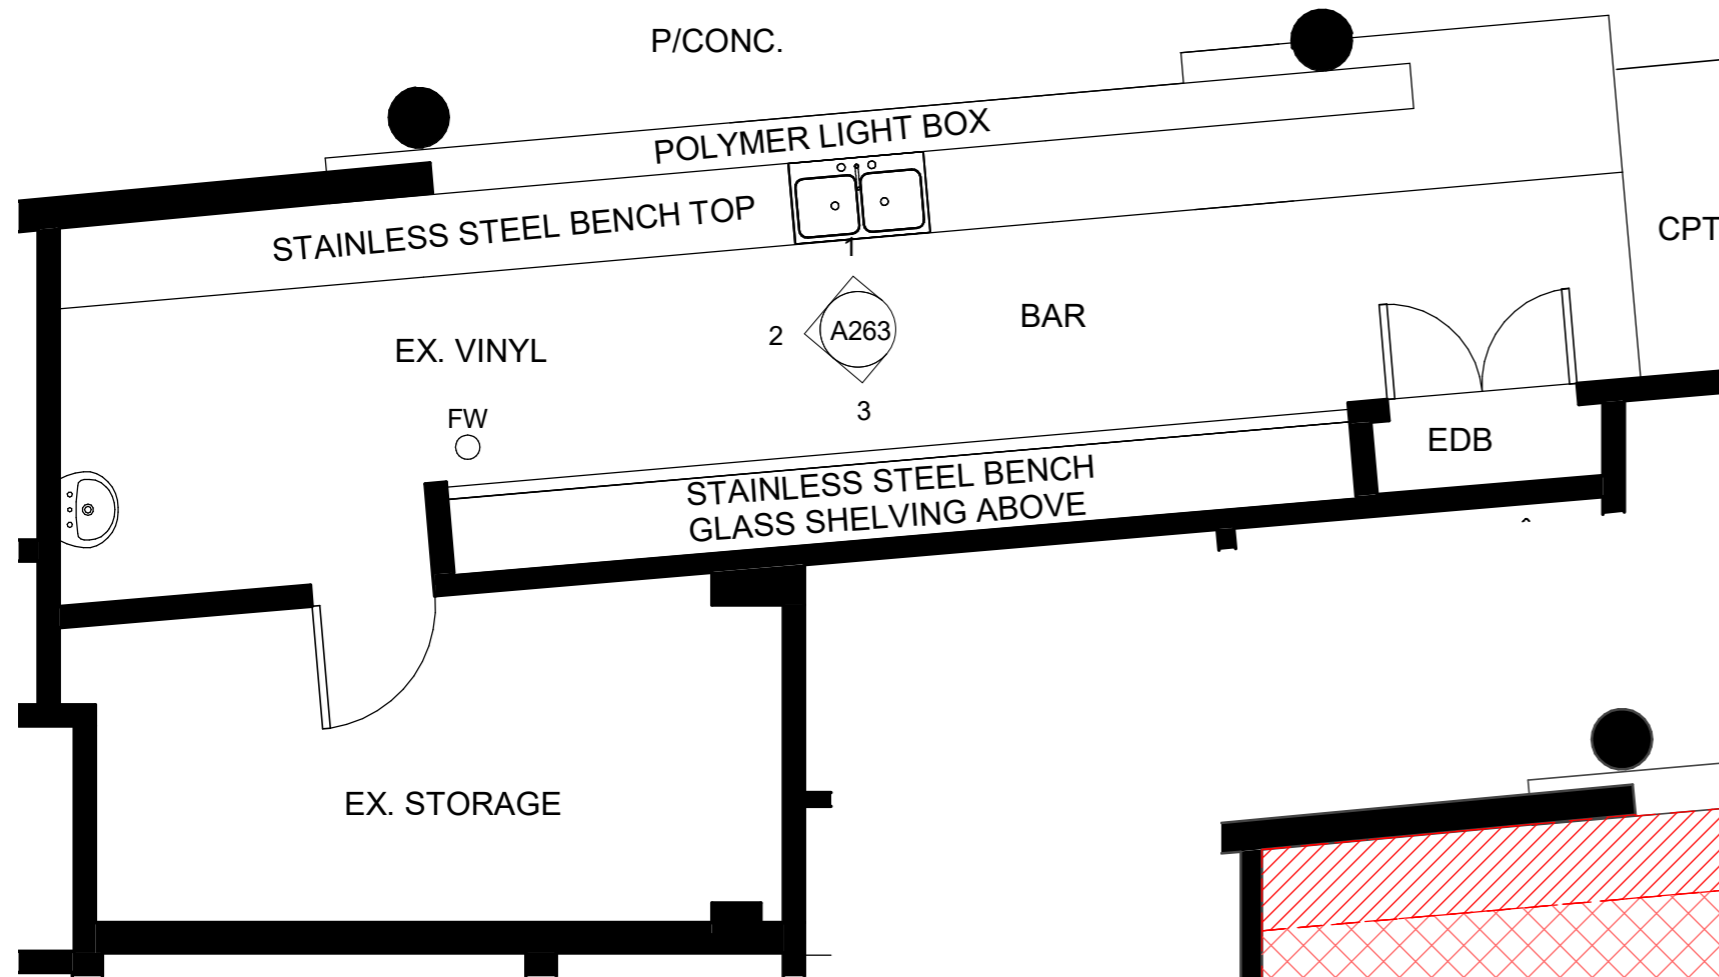 P/CONC.
POLYMER LIGHT BOX
STAINLESS STEEL BENCH TOP
CPT
1
BAR
2
A263
EX. VINYL
3
FW
EDB
STAINLESS STEEL BENCH
GLASS SHELVING ABOVE
EX. STORAGE